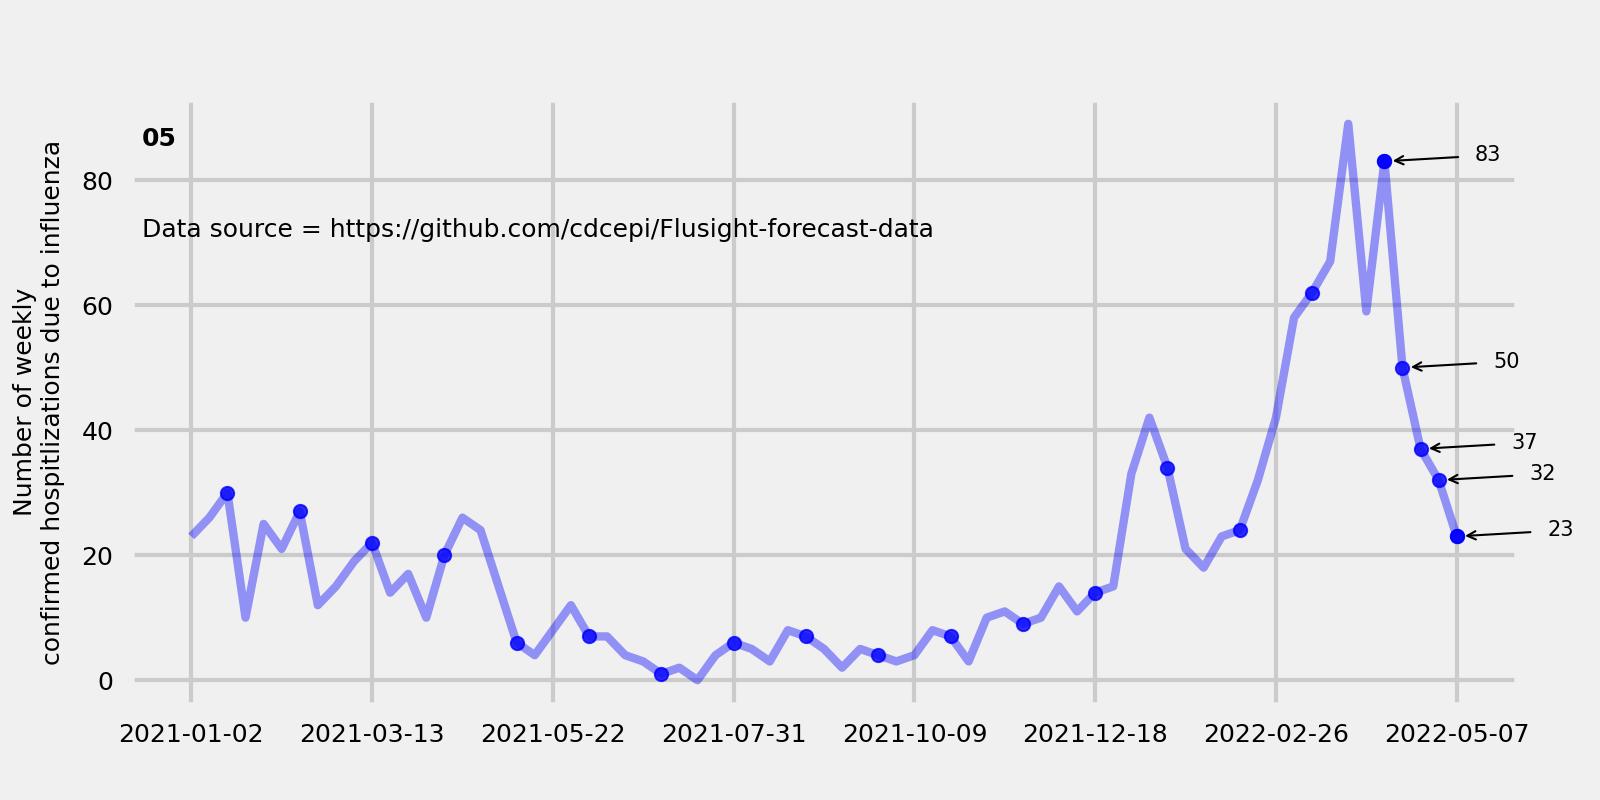 05
Data source = https://github.com/cdcepi/Flusight-forecast-data
Number of weekly
confirmed hospitlizations due to influenza
80
60
40
20
0
83
50
37
32
23
2021-01-02 2021-03-13 2021-05-22 2021-07-31 2021-10-09 2021-12-18 2022-02-26 2022-05-07